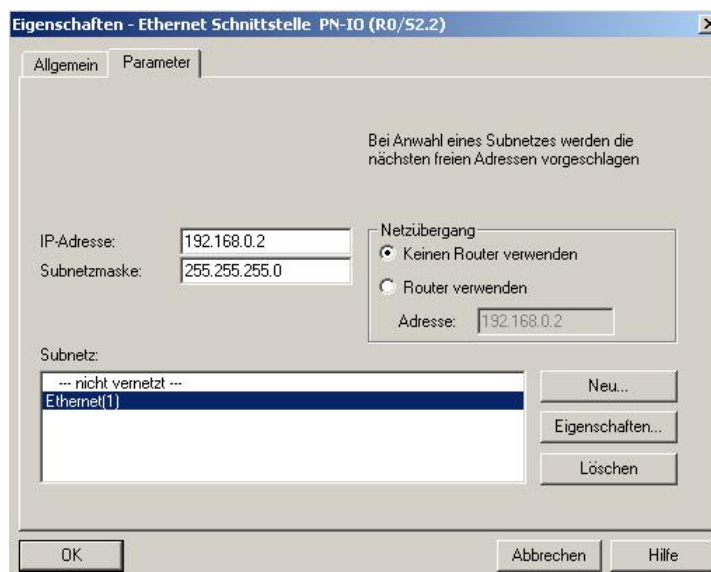 Eigenschaften - Ethernet Schnittstelle PN-IO (R0/S2.2)
Allgemein
Parameter
Bei Anwahl eines Subnetzes werden die
nächsten freien Adressen vorgeschlagen
IP-Adresse:
192.168.0.2
Subnetzmaske:
255.255.255.0
Netzübergang
Keinen Router verwenden
Router verwenden
Adresse:
192.168.0.2
Subnetz:
--- nicht vernetzt ---
Ethernet(1)
Neu...
Eigenschaften...
Löschen
OK
Abbrechen
Hilfe